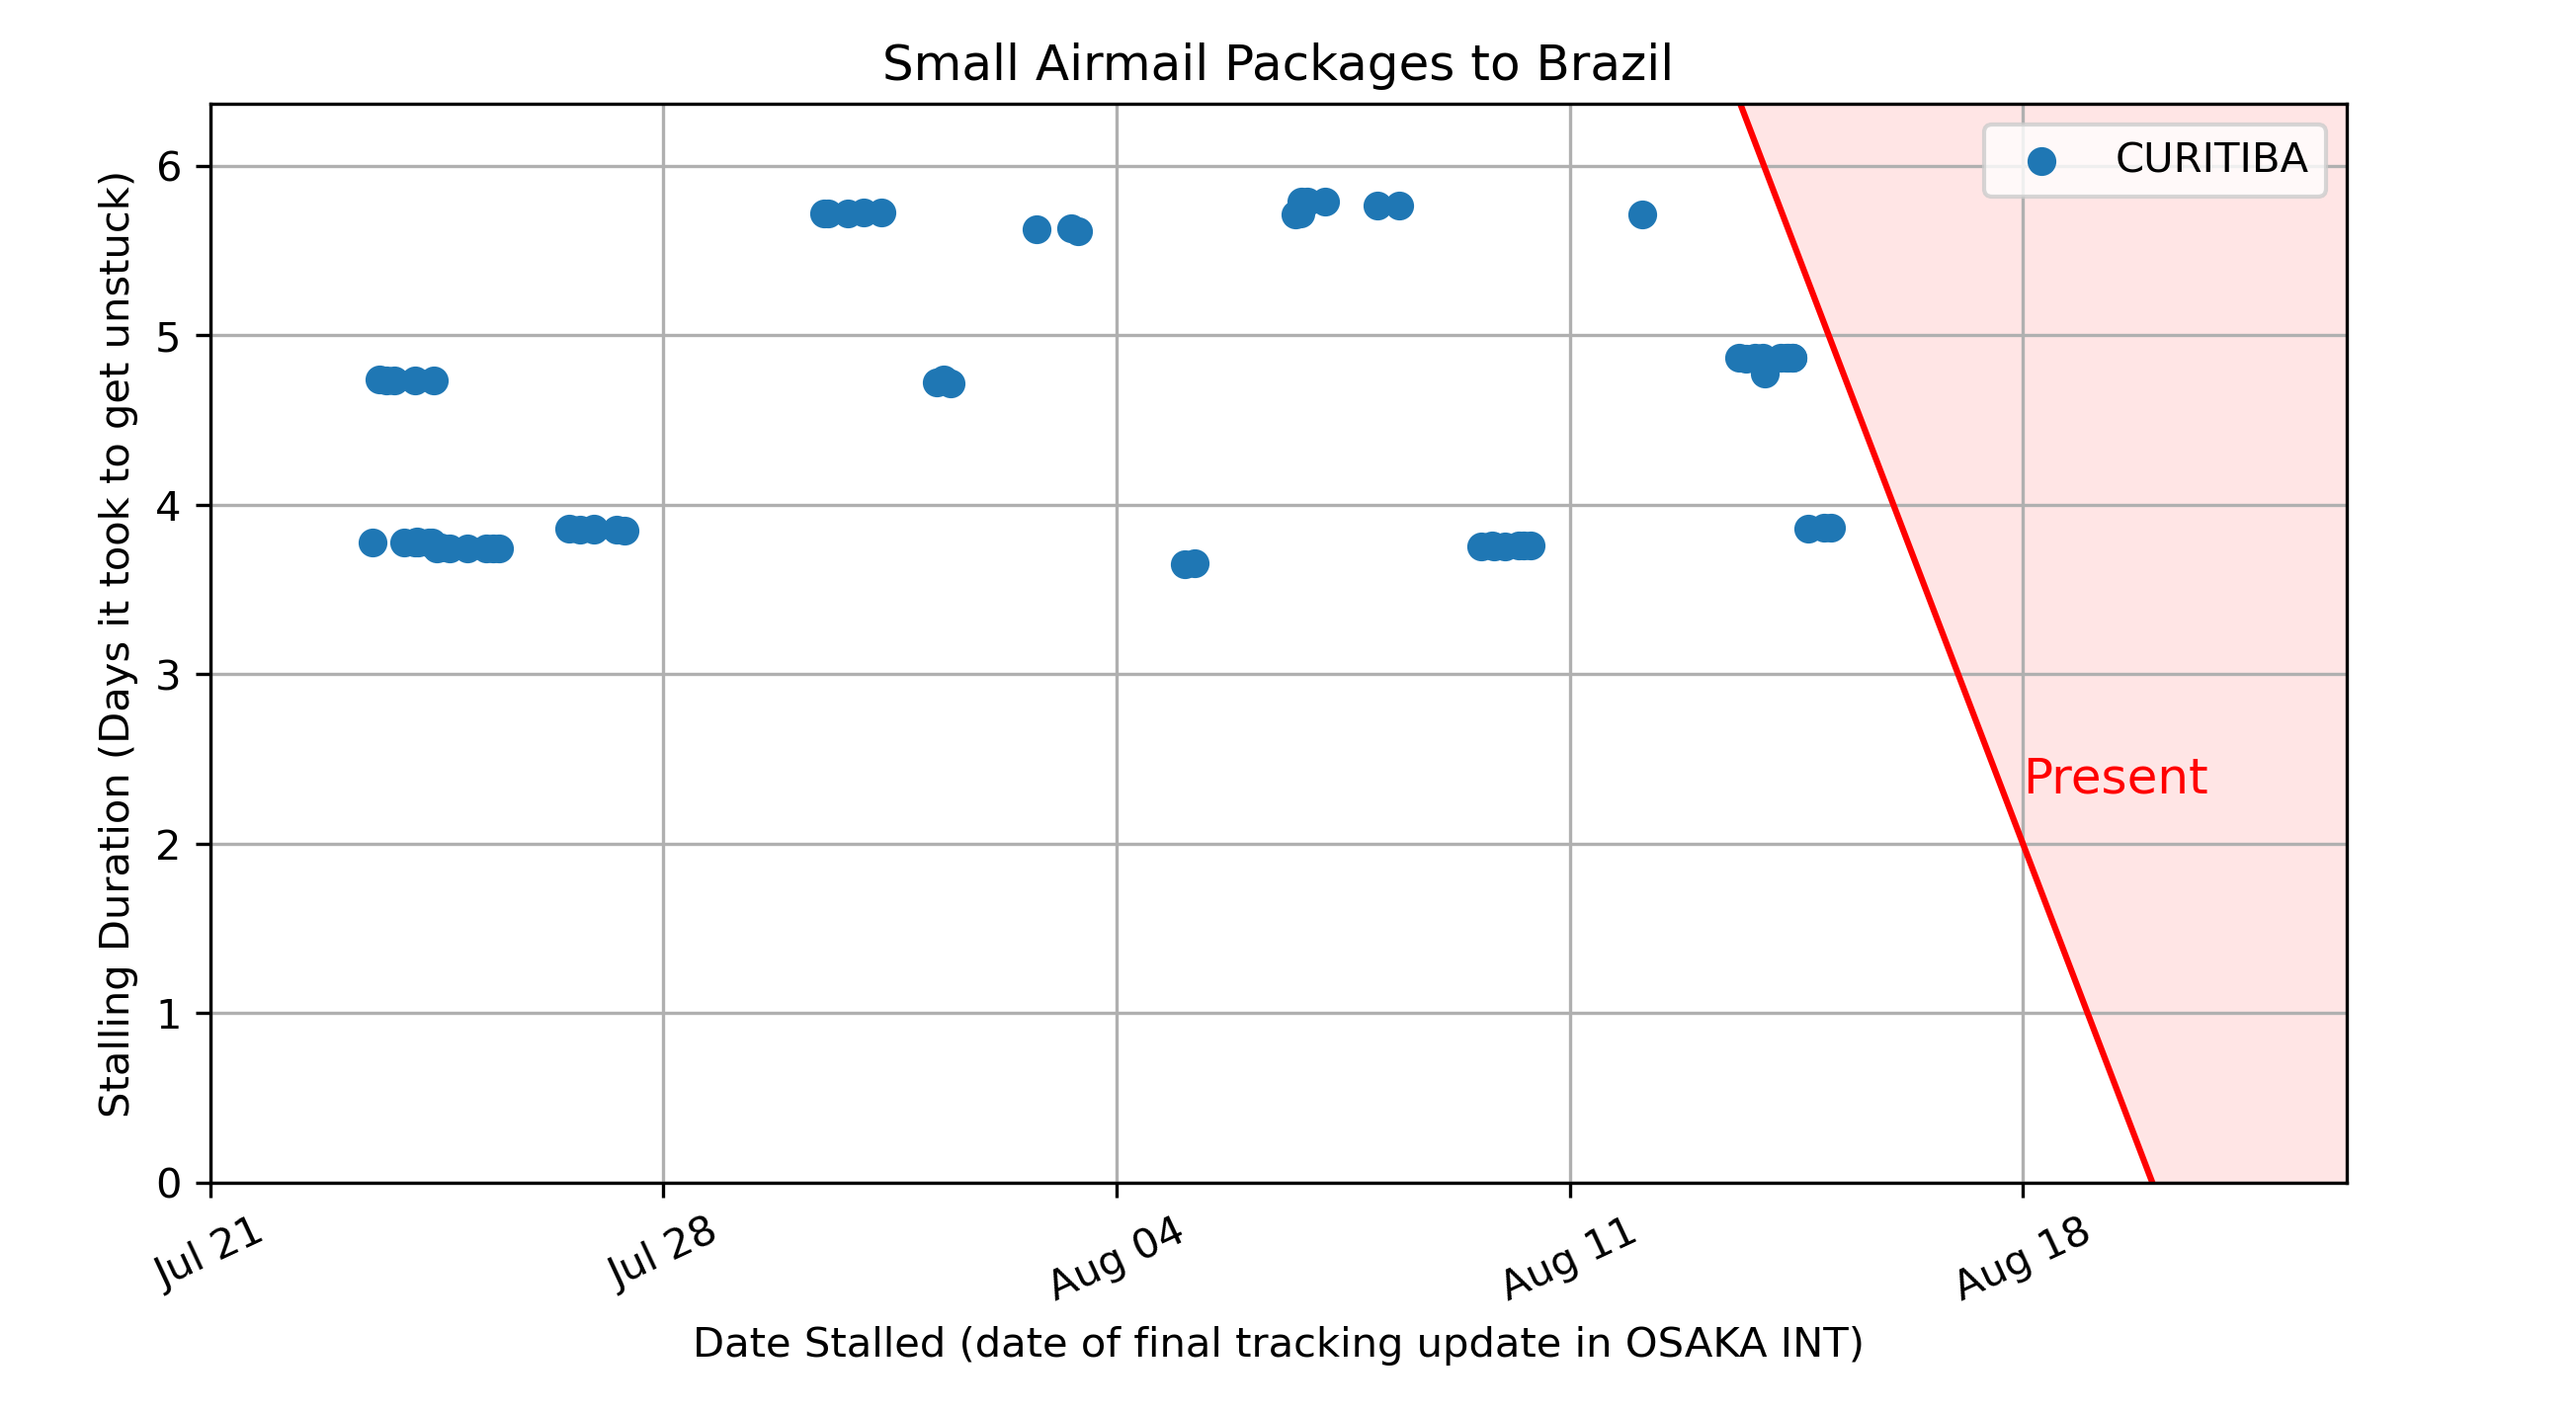 Small Airmail Packages to Brazil
CURITIBA
Stalling Duration (Days it took to get unstuck)
6
5
4
3
2
1
0
Present
Jul 21
Jul 28
Aug 04
Aug 11
Aug 18
Date Stalled (date of final tracking update in OSAKA INT)